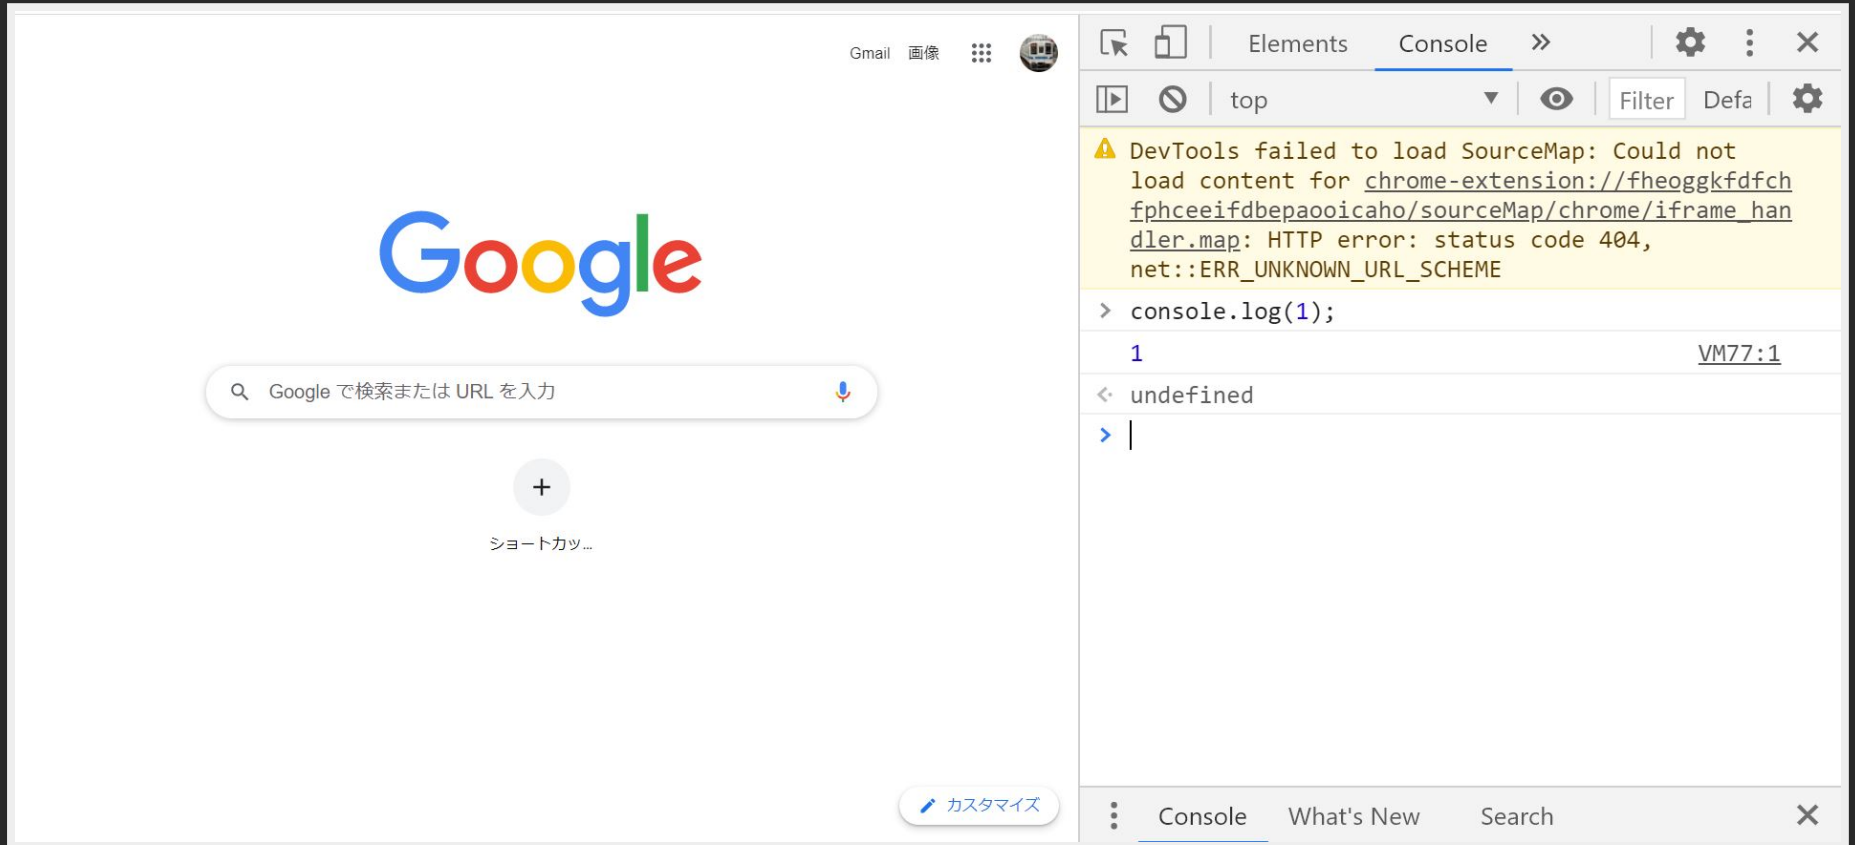 Gmail 画像
Google
Google で検索または URL を入力
ショートカッ...
カスタマイズ
Elements Console
top Filter Defa
DevTools failed to load SourceMap: Could not
load content for chrome-extension://fheoggkfdfch
fphceeifdbepaooicaho/sourceMap/chrome/iframe_han
dler.map: HTTP error: status code 404,
net::ERR_UNKNOWN_URL_SCHEME
console.log(1);
1 VM77:1
undefined
Console What's New Search